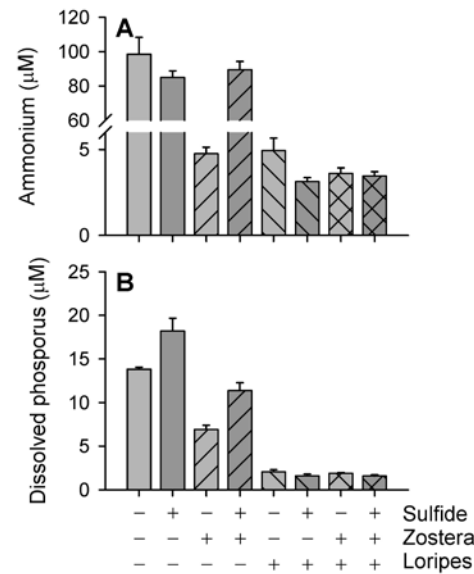 A
Ammonium (μM)
100
80
60
5
0
B
Dissolved phosporus (μM)
25
20
15
10
5
0
− + − + − + − + Sulfide
− − + + − − + + Zostera
− − − − + + + + Loripes